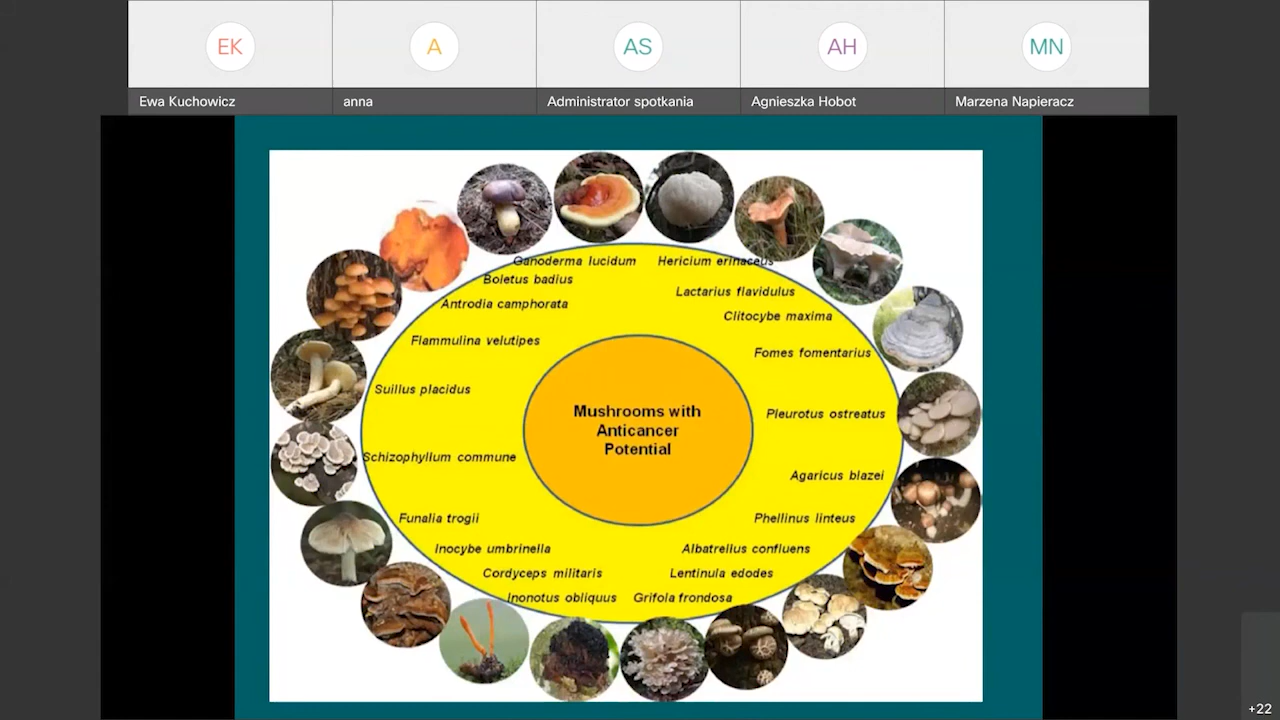 EK
A
AS
AH
MN
Ewa Kuchowicz
anna
Administrator spotkania
Agnieszka Hobot
Marzena Napieracz
Ganoderma lucidum
Hericium erinaceus
Boletus badius
Lactarius flavidulus
Antrodia camphorata
Clitocybe maxima
Flammulina velutipes
Fomes fomentarius
Suillus placidus
Mushrooms with
Anticancer
Potential
Pleurotus ostreatus
Schizophyllum commune
Agaricus blazei
Funalia trogii
Phellinus linteus
Inocybe umbrinella
Albatrellus confluens
Cordyceps militaris
Lentinula edodes
Inonotus obliquus
Grifola frondosa
+22